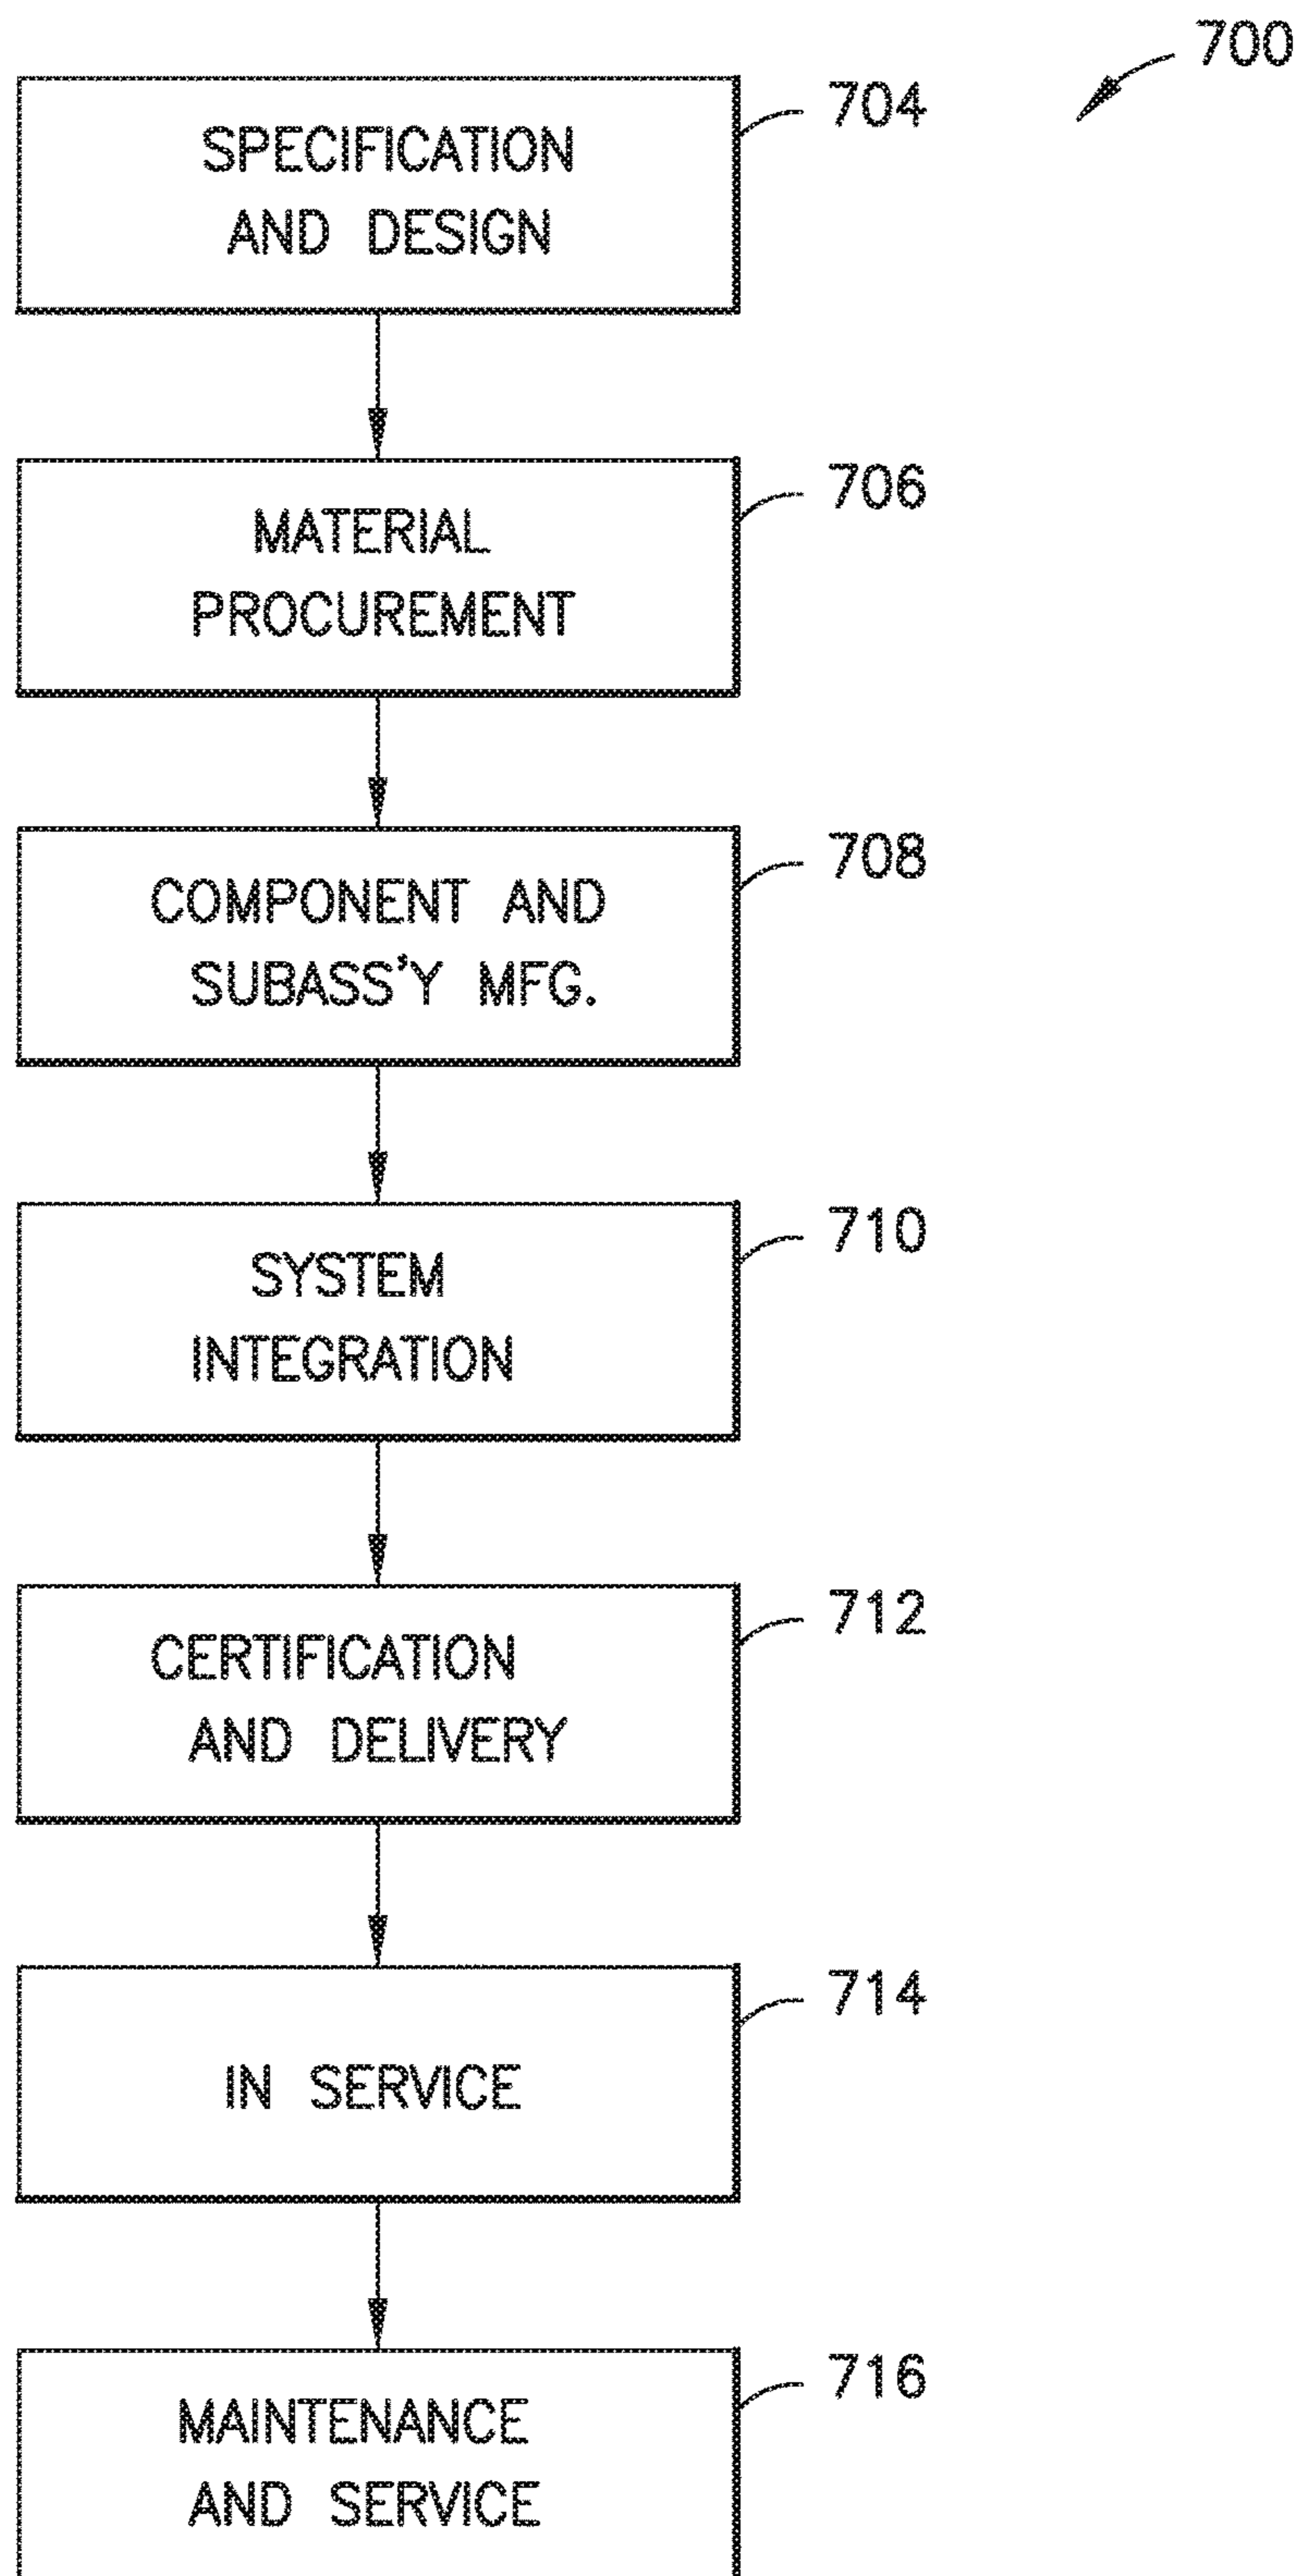 700
704
SPECIFICATION
AND DESIGN
706
MATERIAL
PROCUREMENT
708
COMPONENT AND
SUBASS'Y MFG.
710
SYSTEM
INTEGRATION
712
CERTIFICATION
AND DELIVERY
714
IN SERVICE
716
MAINTENANCE
AND SERVICE